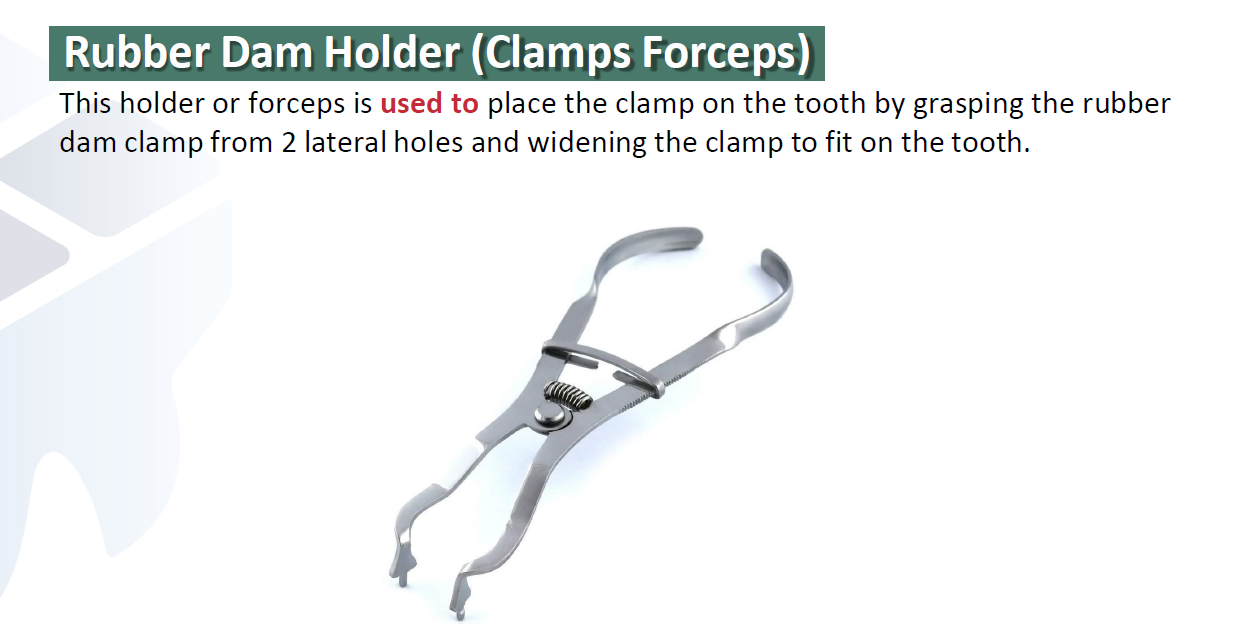 Rubber Dam Holder (Clamps Forceps)
This holder or forceps is used to place the clamp on the tooth by grasping the rubber
dam clamp from 2 lateral holes and widening the clamp to fit on the tooth.